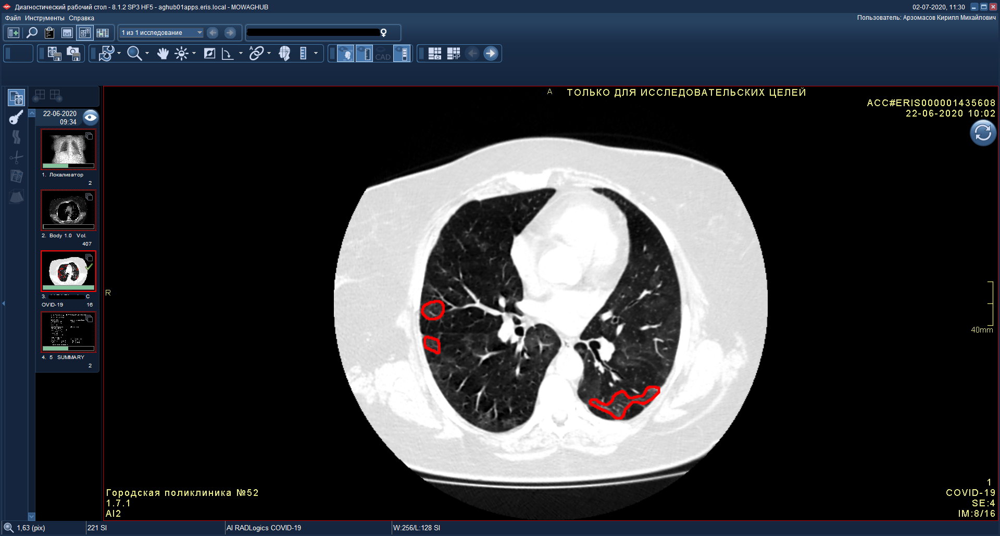 Диагностический рабочий стол - 8.1.2 SP3 HF5 - aghub01apps.eris.local - MOWAGHUB
02-07-2020, 11:30
Файл Инструменты Справка
Пользователь: Арзомасов Кирилл Михайлович
txt
1 из 1 исследование
A
CAD
HP
A ТОЛЬКО ДЛЯ ИССЛЕДОВАТЕЛЬСКИХ ЦЕЛЕЙ
ACC#ERIS000001435608
22-06-2020 10:02
22-06-2020
09:34
1. Локализатор
2
2. Body 1.0 Vol.
407
3. C
OVID-19 16
4. 5 SUMMARY
2
R
40mm
Городская поликлиника №52
1.7.1
AI2
1
COVID-19
SE:4
IM:8/16
1,63 (pix)
221 SI
AI RADLogics COVID-19
W:256/L:128 SI